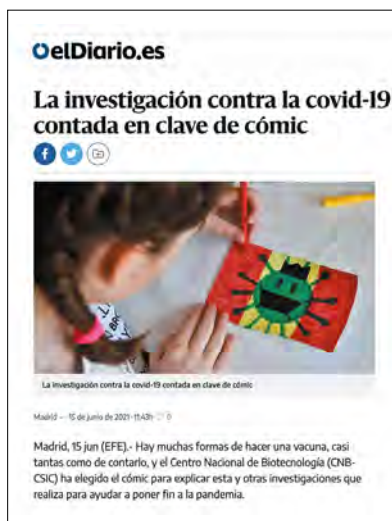 elDiario.es
La investigación contra la covid-19
contada en clave de cómic
La investigación contra la covid-19 contada en clave de cómic
Madrid — 15 de junio de 2021 - 11:43h 0
Madrid, 15 jun (EFE).- Hay muchas formas de hacer una vacuna, casi
tantas como de contarlo, y el Centro Nacional de Biotecnología (CNB-
CSIC) ha elegido el cómic para explicar esta y otras investigaciones que
realiza para ayudar a poner fin a la pandemia.